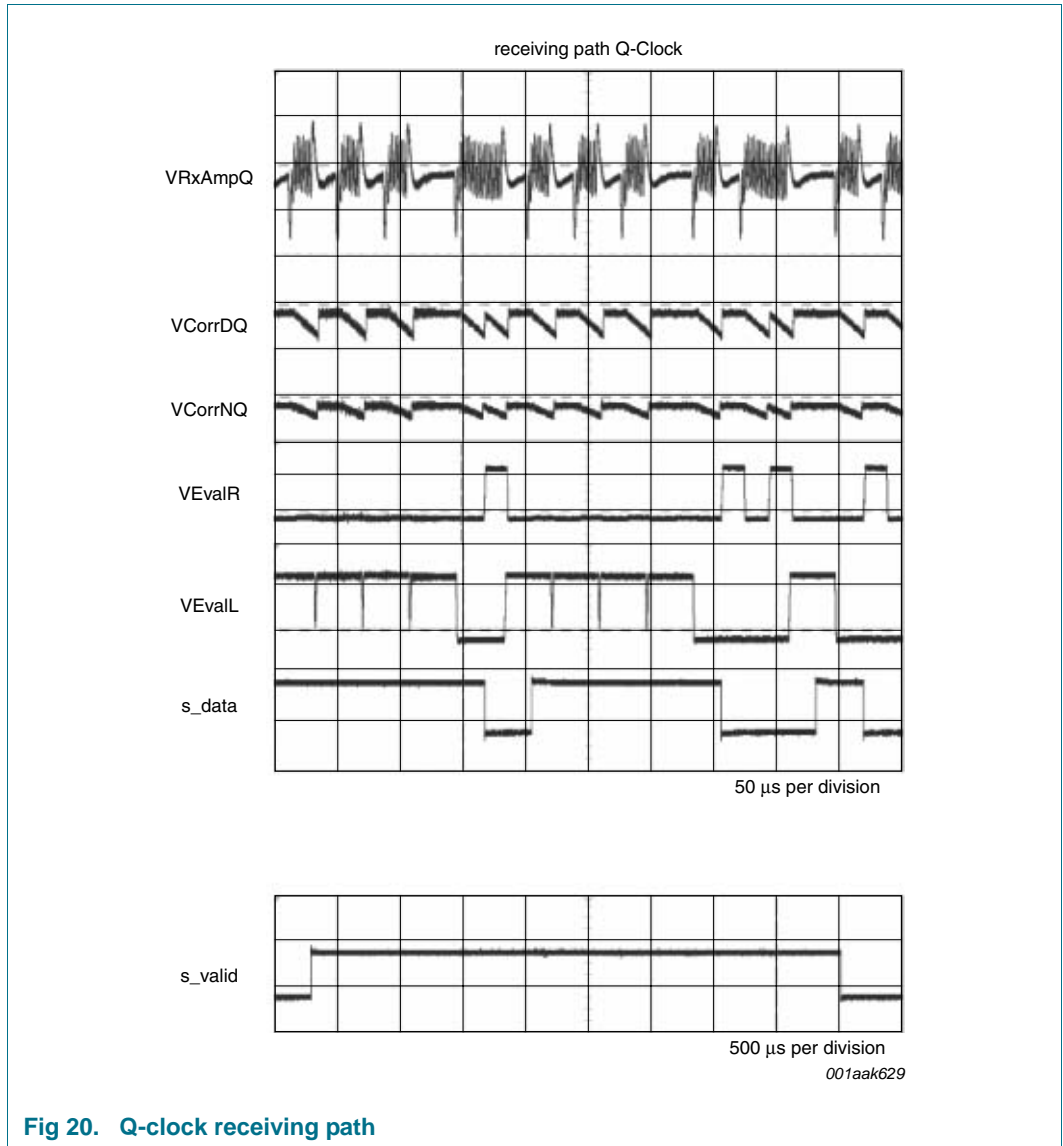 receiving path Q-Clock
VRxAmpQ
VCorrDQ
VCorrNQ
VEvalR
VEvalL
s_data
50 μs per division
s_valid
500 μs per division
001aak629
Fig 20. Q-clock receiving path